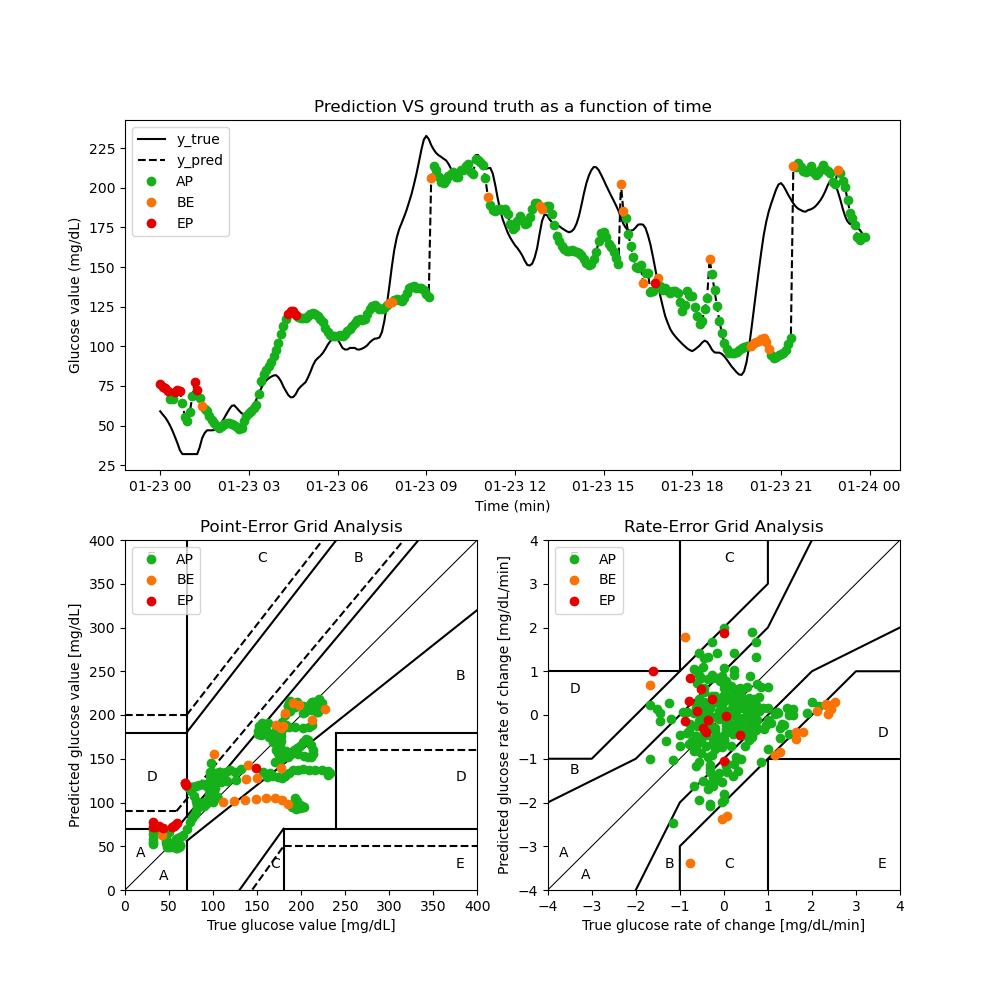 Prediction VS ground truth as a function of time
y_true
y_pred
AP
BE
EP
Glucose value (mg/dL)
225
200
175
150
125
100
75
50
25
01-23 00 01-23 03 01-23 06 01-23 09 01-23 12 01-23 15 01-23 18 01-23 21 01-24 00
Time (min)
Point-Error Grid Analysis
AP
BE
EP
C
B
B
D
D
A
A
C
E
Predicted glucose value [mg/dL]
400
350
300
250
200
150
100
50
0
0 50 100 150 200 250 300 350 400
True glucose value [mg/dL]
Rate-Error Grid Analysis
AP
BE
EP
C
D
D
B
A
A
B
C
E
Predicted glucose rate of change [mg/dL/min]
4
3
2
1
0
−1
−2
−3
−4
−4 −3 −2 −1 0 1 2 3 4
True glucose rate of change [mg/dL/min]